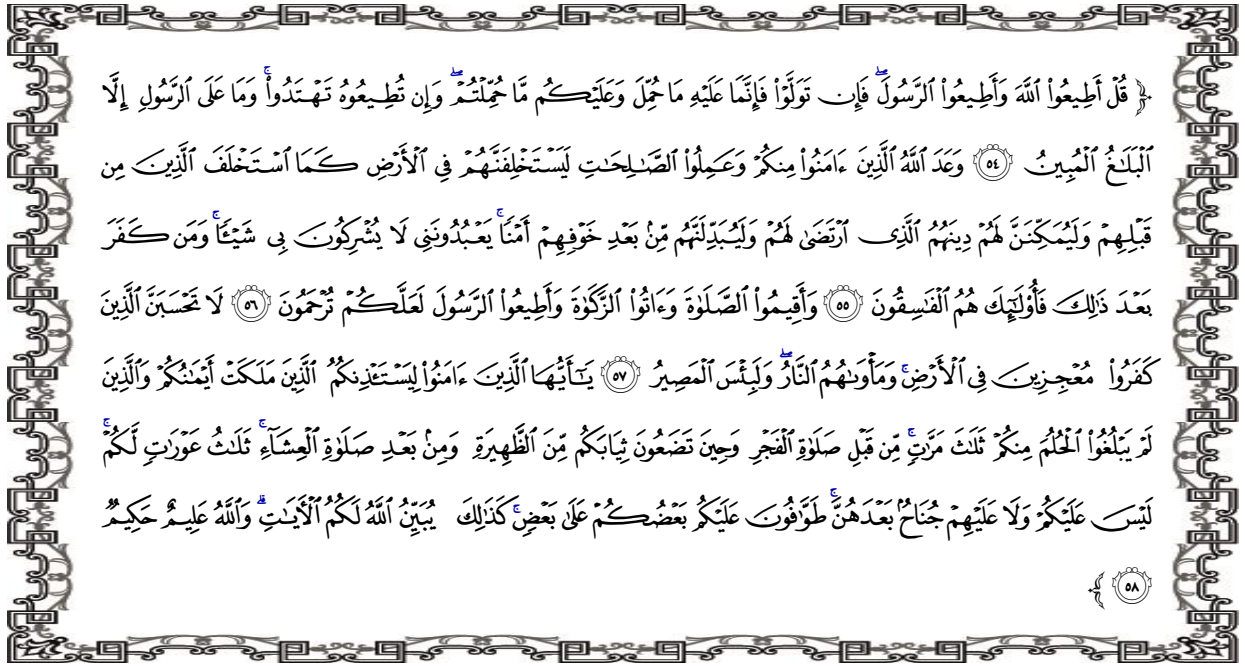 ﴿ قُلْ أَطِيعُوا۟ ٱللَّهَ وَأَطِيعُوا۟ ٱلرَّسُولَ ۖ فَإِن تَوَلَّوْا۟ فَإِنَّمَا عَلَيْهِ مَا حُمِّلَ وَعَلَيْكُم مَّا حُمِّلْتُمْ ۖ وَإِن تُطِيعُوهُ تَهْتَدُوا۟ ۚ وَمَا عَلَى ٱلرَّسُولِ إِلَّا
ٱلْبَلَٰغُ ٱلْمُبِينُ ۝٥٤ وَعَدَ ٱللَّهُ ٱلَّذِينَ ءَامَنُوا۟ مِنكُمْ وَعَمِلُوا۟ ٱلصَّٰلِحَٰتِ لَيَسْتَخْلِفَنَّهُمْ فِى ٱلْأَرْضِ كَمَا ٱسْتَخْلَفَ ٱلَّذِينَ مِن
قَبْلِهِمْ وَلَيُمَكِّنَنَّ لَهُمْ دِينَهُمُ ٱلَّذِى ٱرْتَضَىٰ لَهُمْ وَلَيُبَدِّلَنَّهُم مِّنۢ بَعْدِ خَوْفِهِمْ أَمْنًا ۚ يَعْبُدُونَنِى لَا يُشْرِكُونَ بِى شَيْـًٔا ۚ وَمَن كَفَرَ
بَعْدَ ذَٰلِكَ فَأُو۟لَٰٓئِكَ هُمُ ٱلْفَٰسِقُونَ ۝٥٥ وَأَقِيمُوا۟ ٱلصَّلَوٰةَ وَءَاتُوا۟ ٱلزَّكَوٰةَ وَأَطِيعُوا۟ ٱلرَّسُولَ لَعَلَّكُمْ تُرْحَمُونَ ۝٥٦ لَا تَحْسَبَنَّ ٱلَّذِينَ
كَفَرُوا۟ مُعْجِزِينَ فِى ٱلْأَرْضِ ۚ وَمَأْوَىٰهُمُ ٱلنَّارُ ۖ وَلَبِئْسَ ٱلْمَصِيرُ ۝٥٧ يَٰٓأَيُّهَا ٱلَّذِينَ ءَامَنُوا۟ لِيَسْتَـْٔذِنكُمُ ٱلَّذِينَ مَلَكَتْ أَيْمَٰنُكُمْ وَٱلَّذِينَ
لَمْ يَبْلُغُوا۟ ٱلْحُلُمَ مِنكُمْ ثَلَٰثَ مَرَّٰتٍ ۚ مِّن قَبْلِ صَلَوٰةِ ٱلْفَجْرِ وَحِينَ تَضَعُونَ ثِيَابَكُم مِّنَ ٱلظَّهِيرَةِ وَمِنۢ بَعْدِ صَلَوٰةِ ٱلْعِشَآءِ ۚ ثَلَٰثُ عَوْرَٰتٍ لَّكُمْ ۚ
لَيْسَ عَلَيْكُمْ وَلَا عَلَيْهِمْ جُنَاحٌۢ بَعْدَهُنَّ ۚ طَوَّٰفُونَ عَلَيْكُم بَعْضُكُمْ عَلَىٰ بَعْضٍ ۚ كَذَٰلِكَ يُبَيِّنُ ٱللَّهُ لَكُمُ ٱلْءَايَٰتِ ۗ وَٱللَّهُ عَلِيمٌ حَكِيمٌ
۝٥٨ ﴾